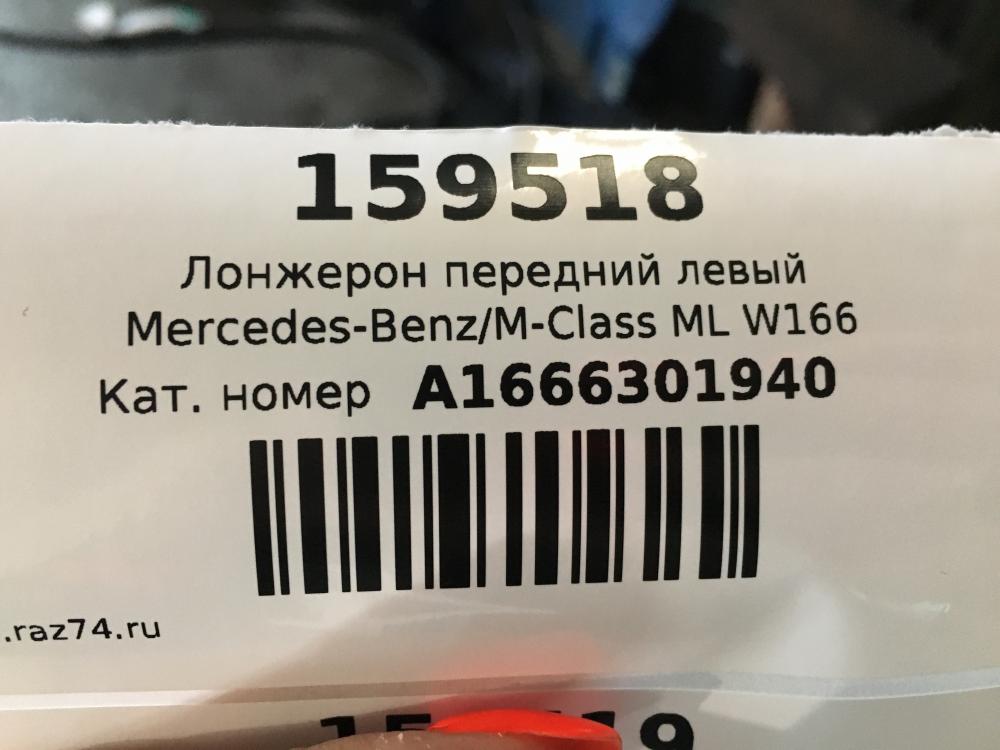 159518
Лонжерон передний левый
Mercedes-Benz/M-Class ML W166
Кат. номер A1666301940
.raz74.ru